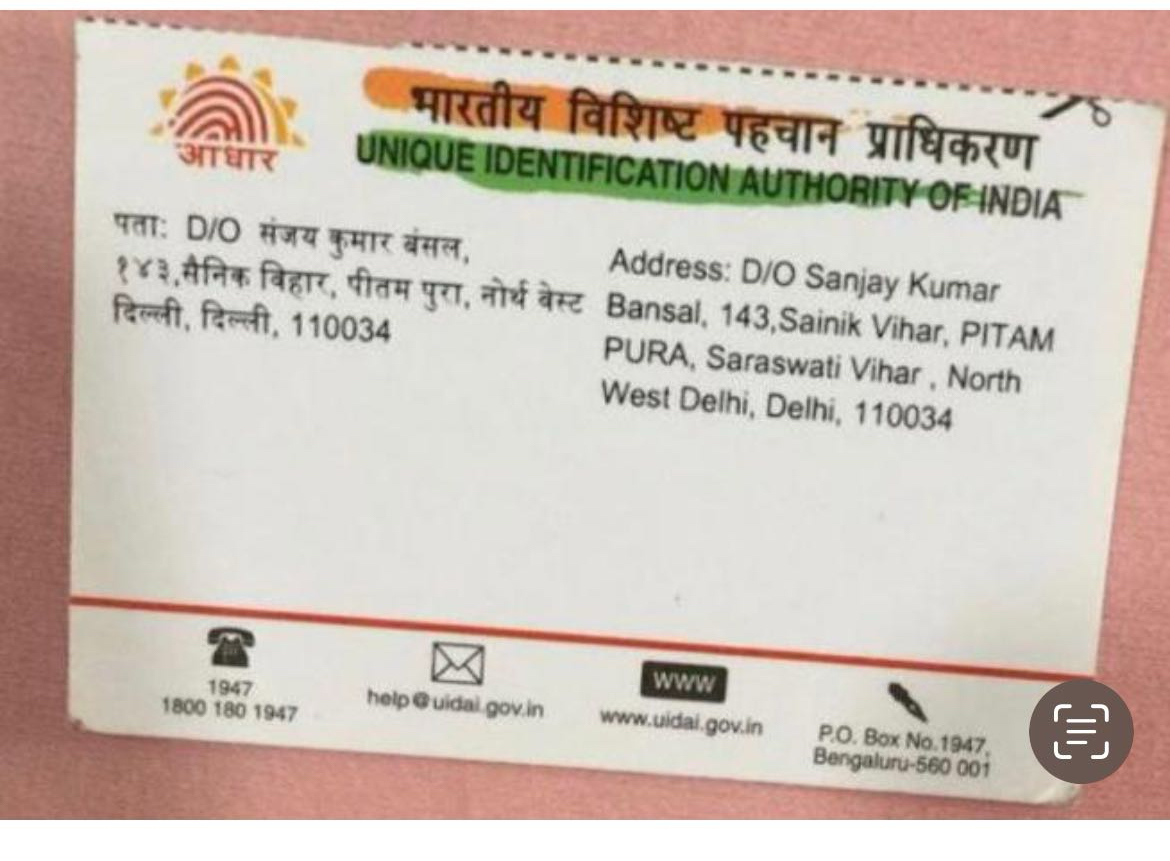 आधार
भारतीय विशिष्ट पहचान प्राधिकरण
UNIQUE IDENTIFICATION AUTHORITY OF INDIA
पता: D/O संजय कुमार बंसल,
१४३,सैनिक विहार, पीतम पुरा, नोर्थ वेस्ट
दिल्ली, दिल्ली, 110034
Address: D/O Sanjay Kumar
Bansal, 143,Sainik Vihar, PITAM
PURA, Saraswati Vihar , North
West Delhi, Delhi, 110034
1947
1800 180 1947
help@uidai.gov.in
www
www.uidai.gov.in
P.O. Box No.1947,
Bengaluru-560 001